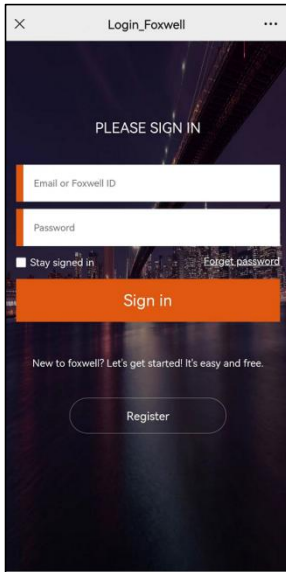 Login_Foxwell
PLEASE SIGN IN
Email or Foxwell ID
Password
Stay signed in
Forget password
Sign in
New to foxwell? Let's get started! It's easy and free.
Register